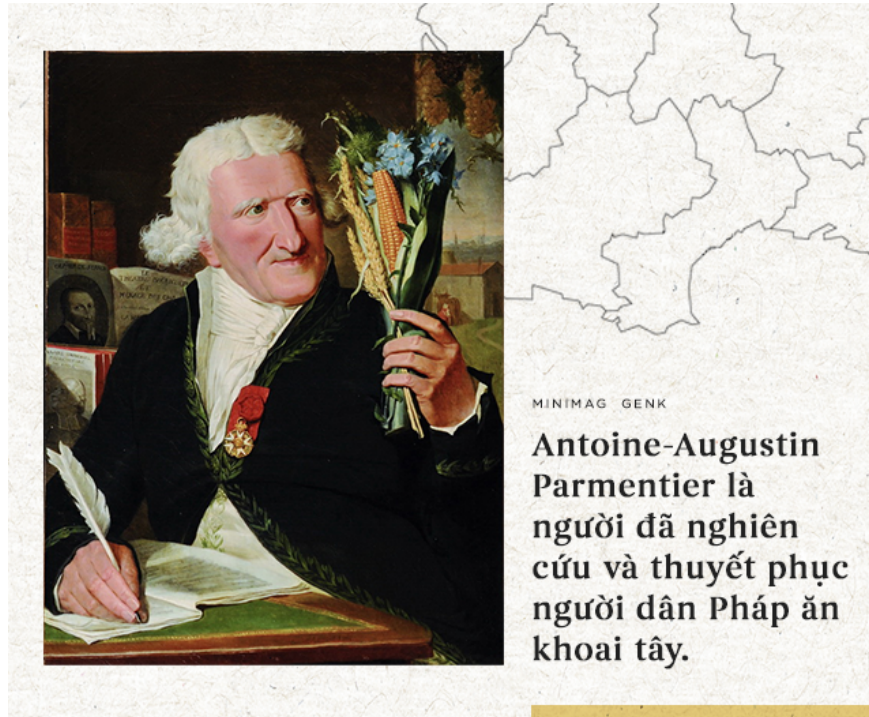 MINIMAG GENK
Antoine-Augustin
Parmentier là
người đã nghiên
cứu và thuyết phục
người dân Pháp ăn
khoai tây.